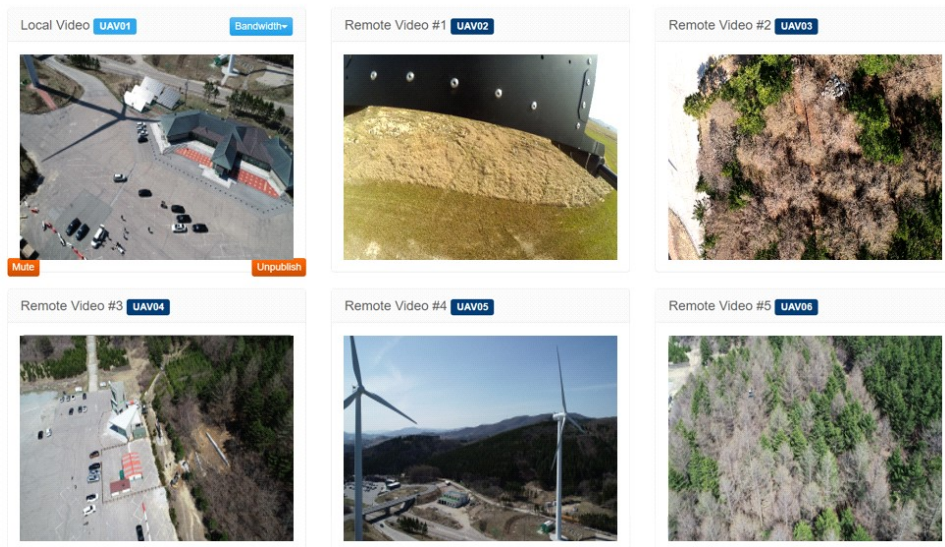 Local Video UAV01 Bandwidth
Remote Video #1 UAV02
Remote Video #2 UAV03
Mute Unpublish
Remote Video #3 UAV04
Remote Video #4 UAV05
Remote Video #5 UAV06